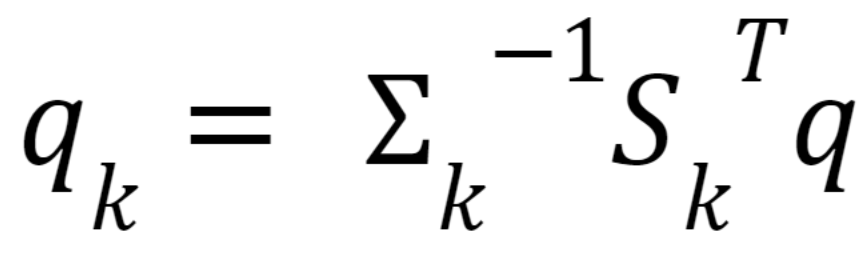 q_k = Σ_k^{-1} S_k^T q